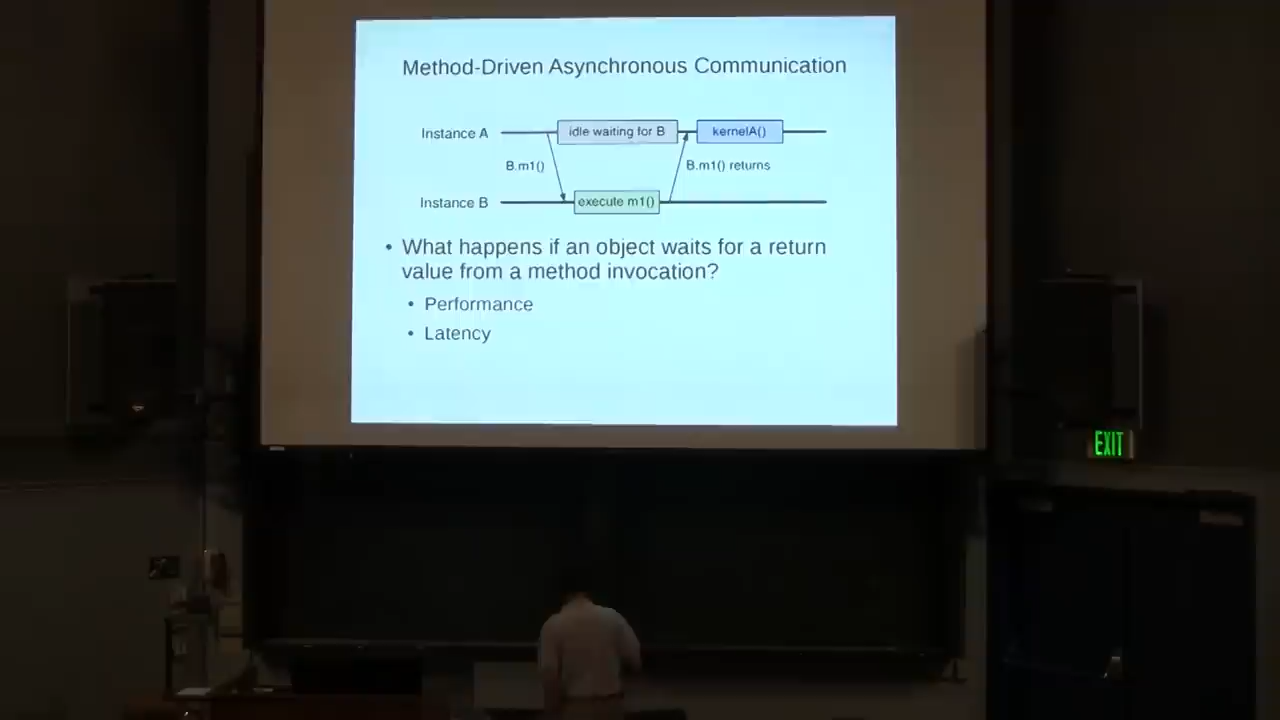 Method-Driven Asynchronous Communication
Instance A
idle waiting for B
kernelA()
B.m1()
B.m1() returns
Instance B
execute m1()
• What happens if an object waits for a return
value from a method invocation?
• Performance
• Latency
EXIT